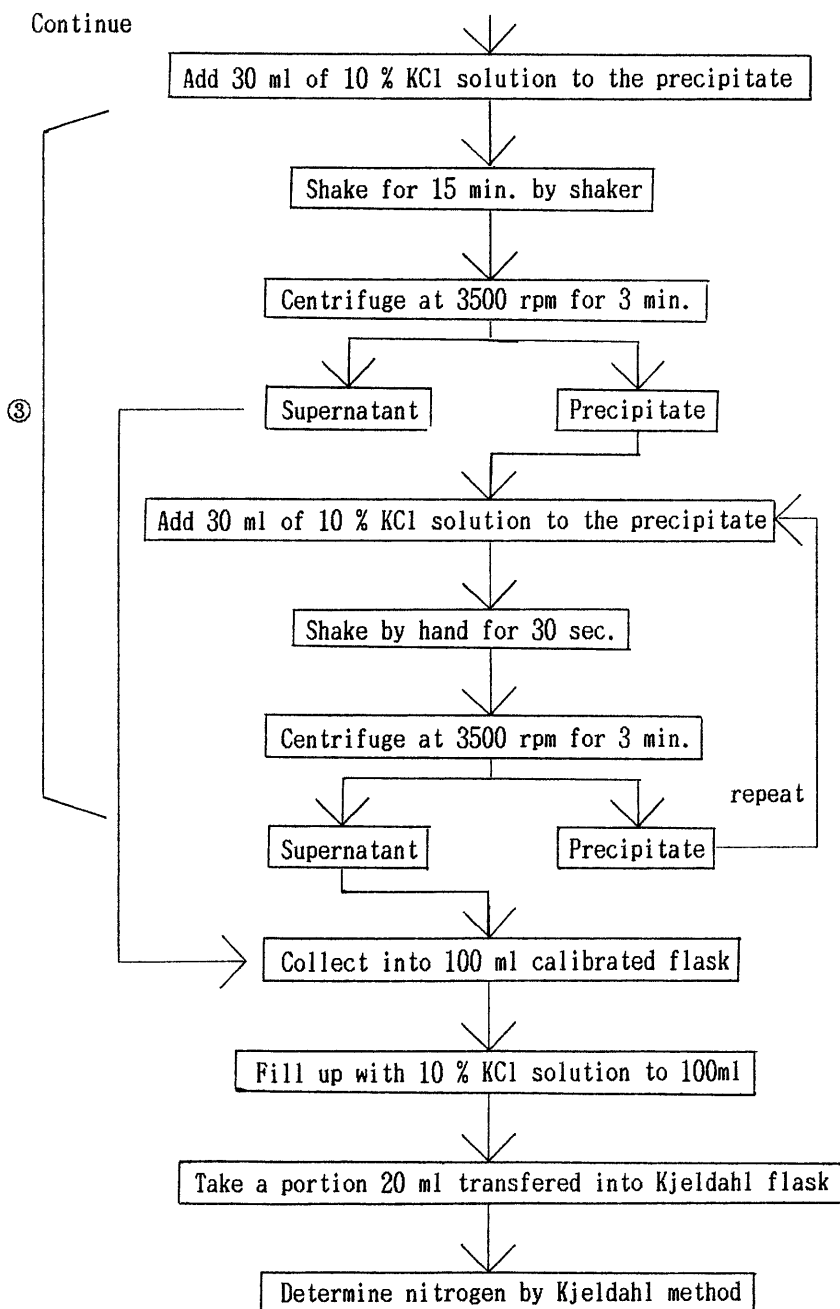 Continue
Add 30 ml of 10 % KCl solution to the precipitate
Shake for 15 min. by shaker
Centrifuge at 3500 rpm for 3 min.
③
Supernatant
Precipitate
Add 30 ml of 10 % KCl solution to the precipitate
Shake by hand for 30 sec.
Centrifuge at 3500 rpm for 3 min.
repeat
Supernatant
Precipitate
Collect into 100 ml calibrated flask
Fill up with 10 % KCl solution to 100ml
Take a portion 20 ml transfered into Kjeldahl flask
Determine nitrogen by Kjeldahl method